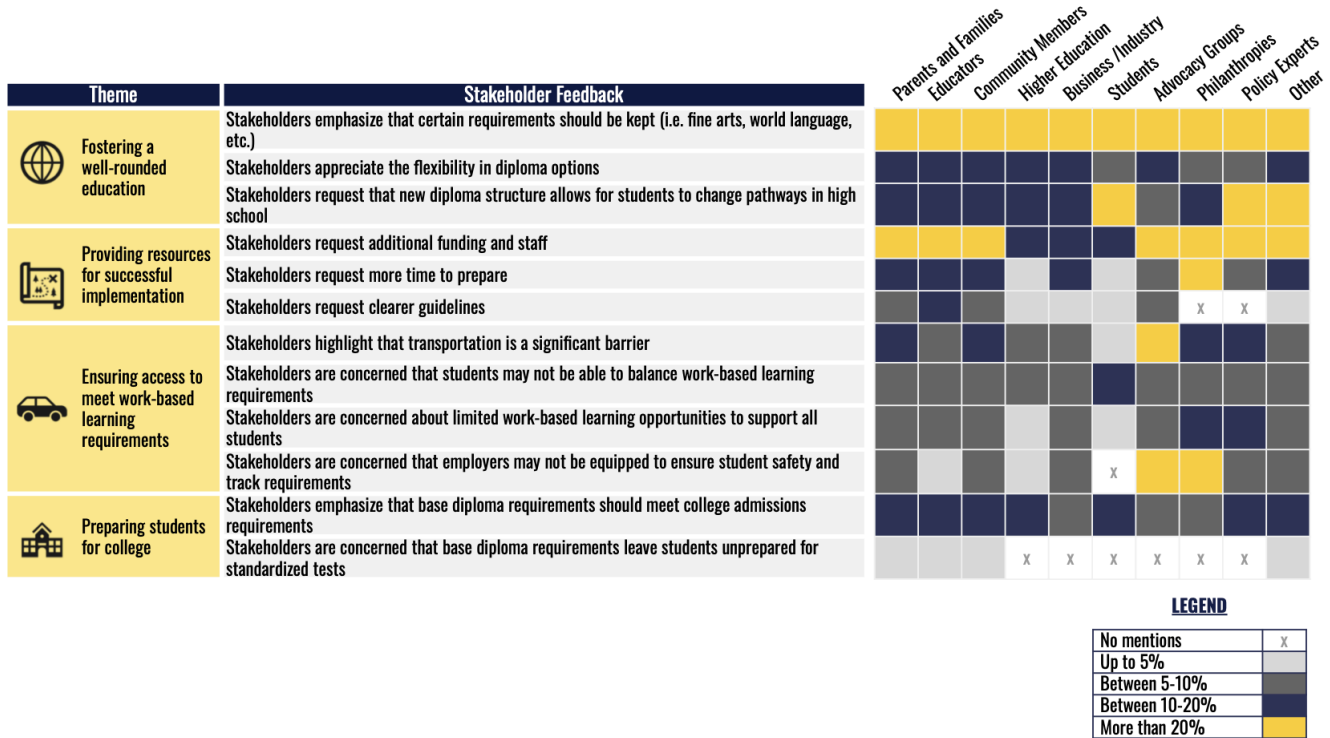 Parents and Families
Educators
Community Members
Higher Education
Business /Industry
Students
Advocacy Groups
Philanthropies
Policy Experts
Other
Theme
Stakeholder Feedback
Fostering a
well-rounded
education
Stakeholders emphasize that certain requirements should be kept (i.e. fine arts, world language,
etc.)
Stakeholders appreciate the flexibility in diploma options
Stakeholders request that new diploma structure allows for students to change pathways in high
school
Providing resources
for successful
implementation
Stakeholders request additional funding and staff
Stakeholders request more time to prepare
Stakeholders request clearer guidelines
X X
Ensuring access to
meet work-based
learning
requirements
Stakeholders highlight that transportation is a significant barrier
Stakeholders are concerned that students may not be able to balance work-based learning
requirements
Stakeholders are concerned about limited work-based learning opportunities to support all
students
Stakeholders are concerned that employers may not be equipped to ensure student safety and
track requirements
X
Preparing students
for college
Stakeholders emphasize that base diploma requirements should meet college admissions
requirements
Stakeholders are concerned that base diploma requirements leave students unprepared for
standardized tests
X X X X X X
LEGEND
No mentions X
Up to 5%
Between 5-10%
Between 10-20%
More than 20%